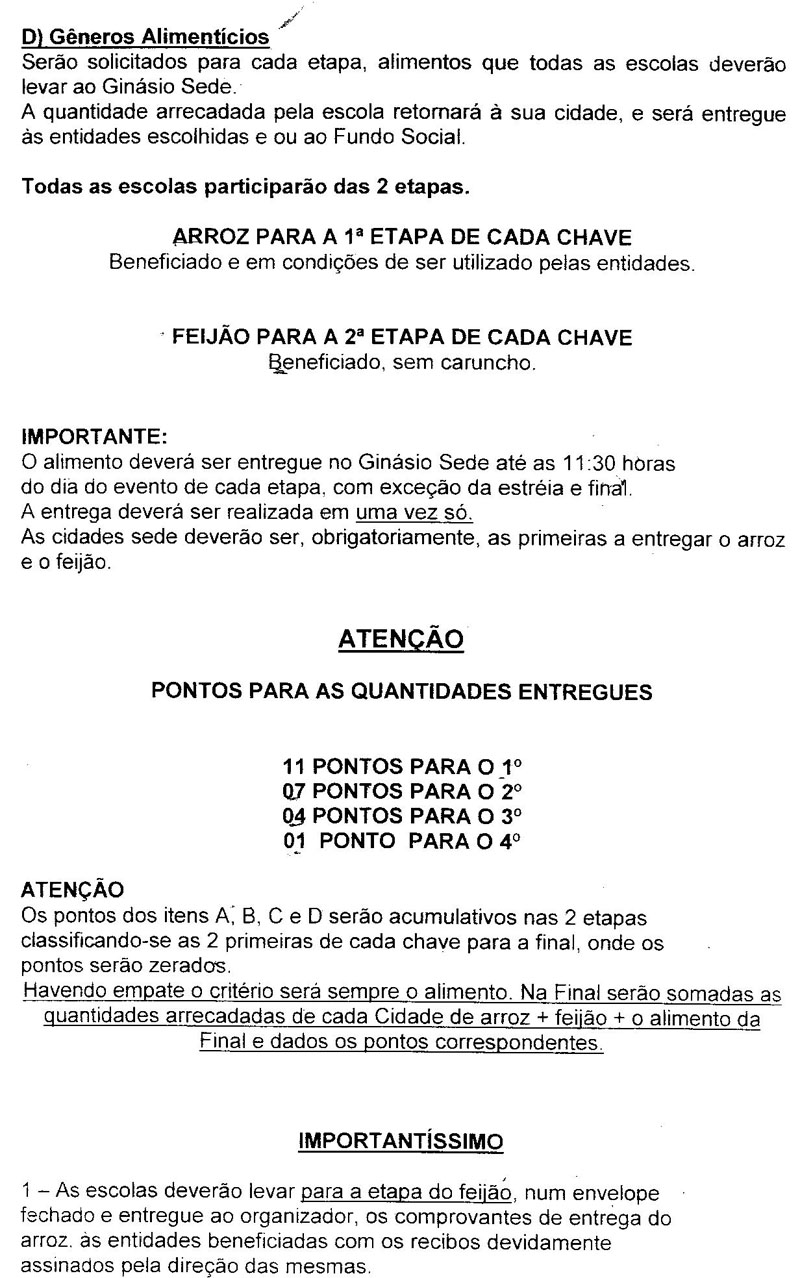 D) Gêneros Alimentícios
Serão solicitados para cada etapa, alimentos que todas as escolas deverão
levar ao Ginásio Sede.
A quantidade arrecadada pela escola retornará à sua cidade, e será entregue
às entidades escolhidas e ou ao Fundo Social.
Todas as escolas participarão das 2 etapas.
ARROZ PARA A 1ª ETAPA DE CADA CHAVE
Beneficiado e em condições de ser utilizado pelas entidades.
FEIJÃO PARA A 2ª ETAPA DE CADA CHAVE
Beneficiado, sem caruncho.
IMPORTANTE:
O alimento deverá ser entregue no Ginásio Sede até as 11:30 horas
do dia do evento de cada etapa, com exceção da estréia e final.
A entrega deverá ser realizada em uma vez só.
As cidades sede deverão ser, obrigatoriamente, as primeiras a entregar o arroz
e o feijão.
ATENÇÃO
PONTOS PARA AS QUANTIDADES ENTREGUES
11 PONTOS PARA O 1º
07 PONTOS PARA O 2º
04 PONTOS PARA O 3º
01 PONTO PARA O 4º
ATENÇÃO
Os pontos dos itens A, B, C e D serão acumulativos nas 2 etapas
classificando-se as 2 primeiras de cada chave para a final, onde os
pontos serão zerados.
Havendo empate o critério será sempre o alimento. Na Final serão somadas as
quantidades arrecadadas de cada Cidade de arroz + feijão + o alimento da
Final e dados os pontos correspondentes.
IMPORTANTÍSSIMO
1 – As escolas deverão levar para a etapa do feijão, num envelope
fechado e entregue ao organizador, os comprovantes de entrega do
arroz. às entidades beneficiadas com os recibos devidamente
assinados pela direção das mesmas.